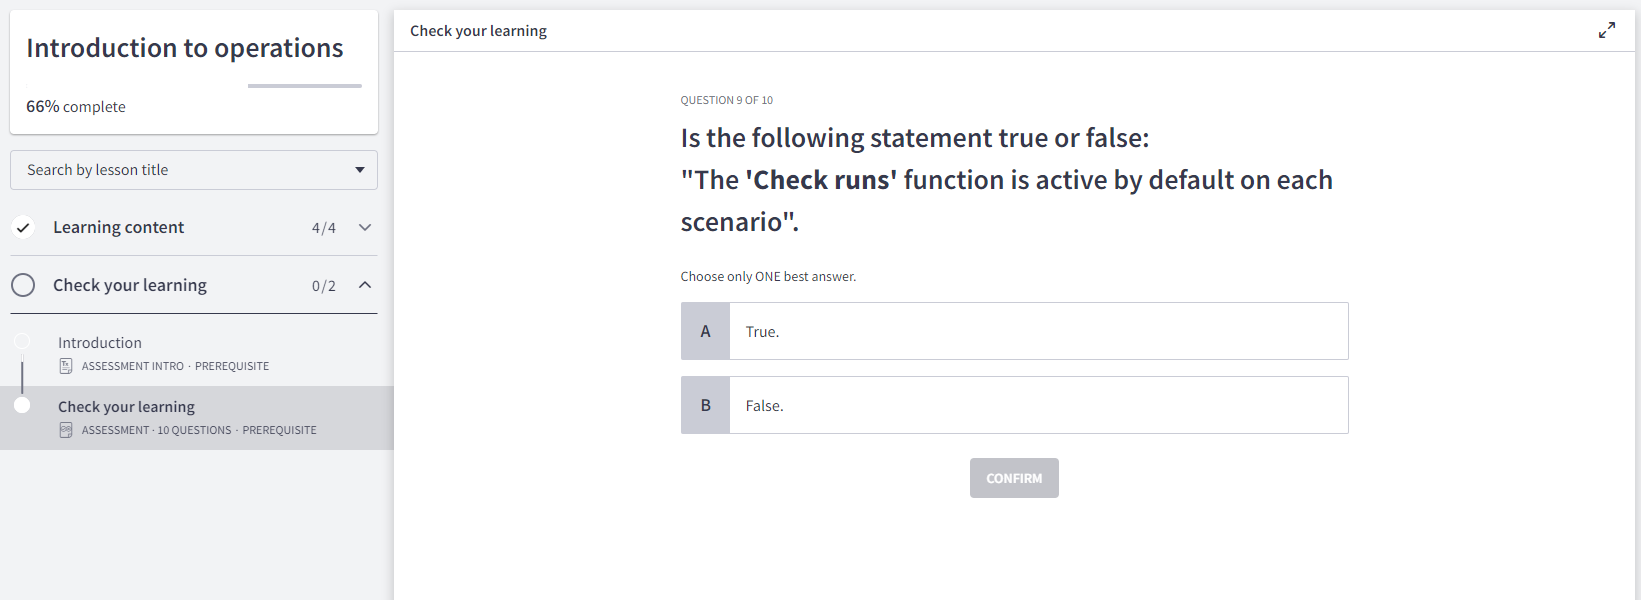 Introduction to operations
66% complete
Search by lesson title
Learning content 4/4
Check your learning 0/2
Introduction
ASSESSMENT INTRO · PREREQUISITE
Check your learning
ASSESSMENT · 10 QUESTIONS · PREREQUISITE
Check your learning
QUESTION 9 OF 10
Is the following statement true or false:
"The 'Check runs' function is active by default on each
scenario".
Choose only ONE best answer.
A True.
B False.
CONFIRM